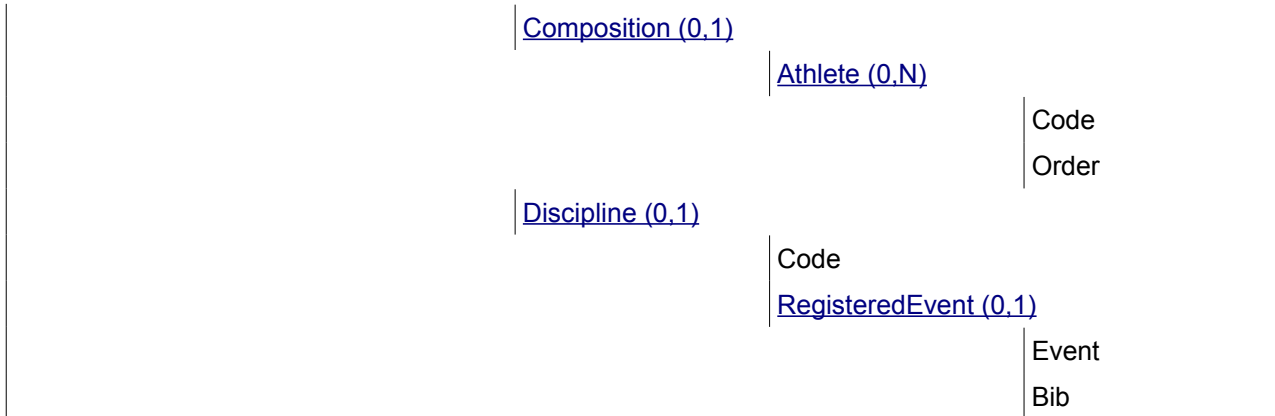 Composition (0,1)
Athlete (0,N)
Code
Order
Discipline (0,1)
Code
RegisteredEvent (0,1)
Event
Bib